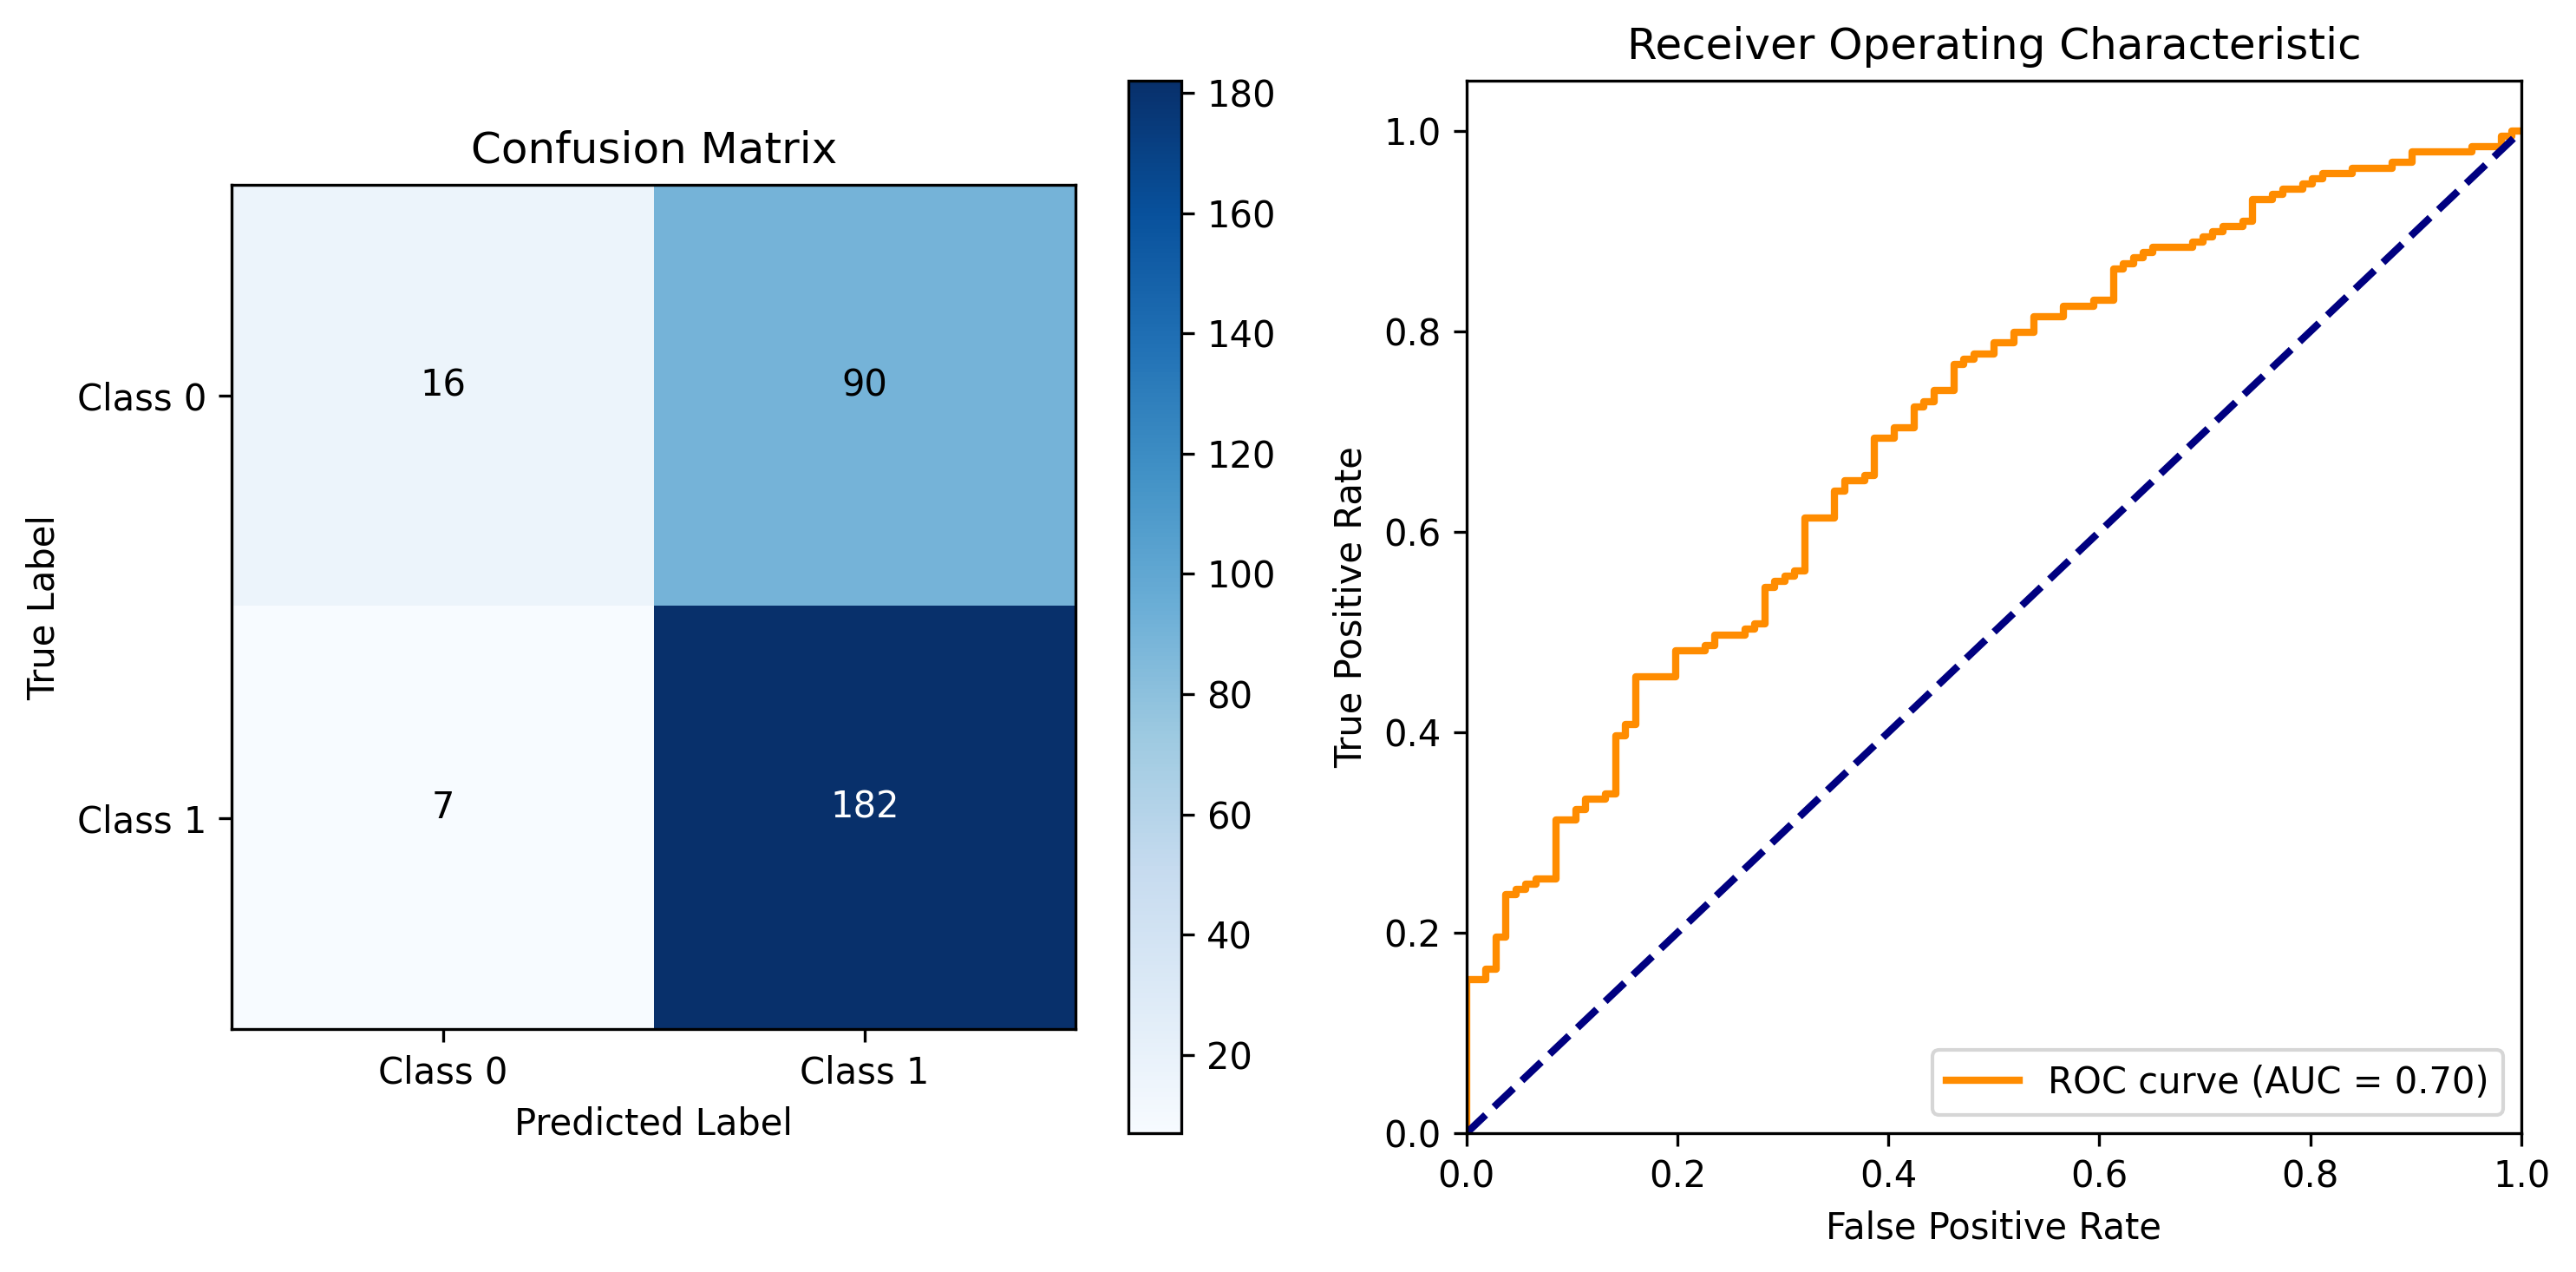 Confusion Matrix
True Label
Class 0
Class 1
16
90
7
182
Class 0
Class 1
Predicted Label
180
160
140
120
100
80
60
40
20
Receiver Operating Characteristic
True Positive Rate
1.0
0.8
0.6
0.4
0.2
0.0
ROC curve (AUC = 0.70)
0.0
0.2
0.4
0.6
0.8
1.0
False Positive Rate